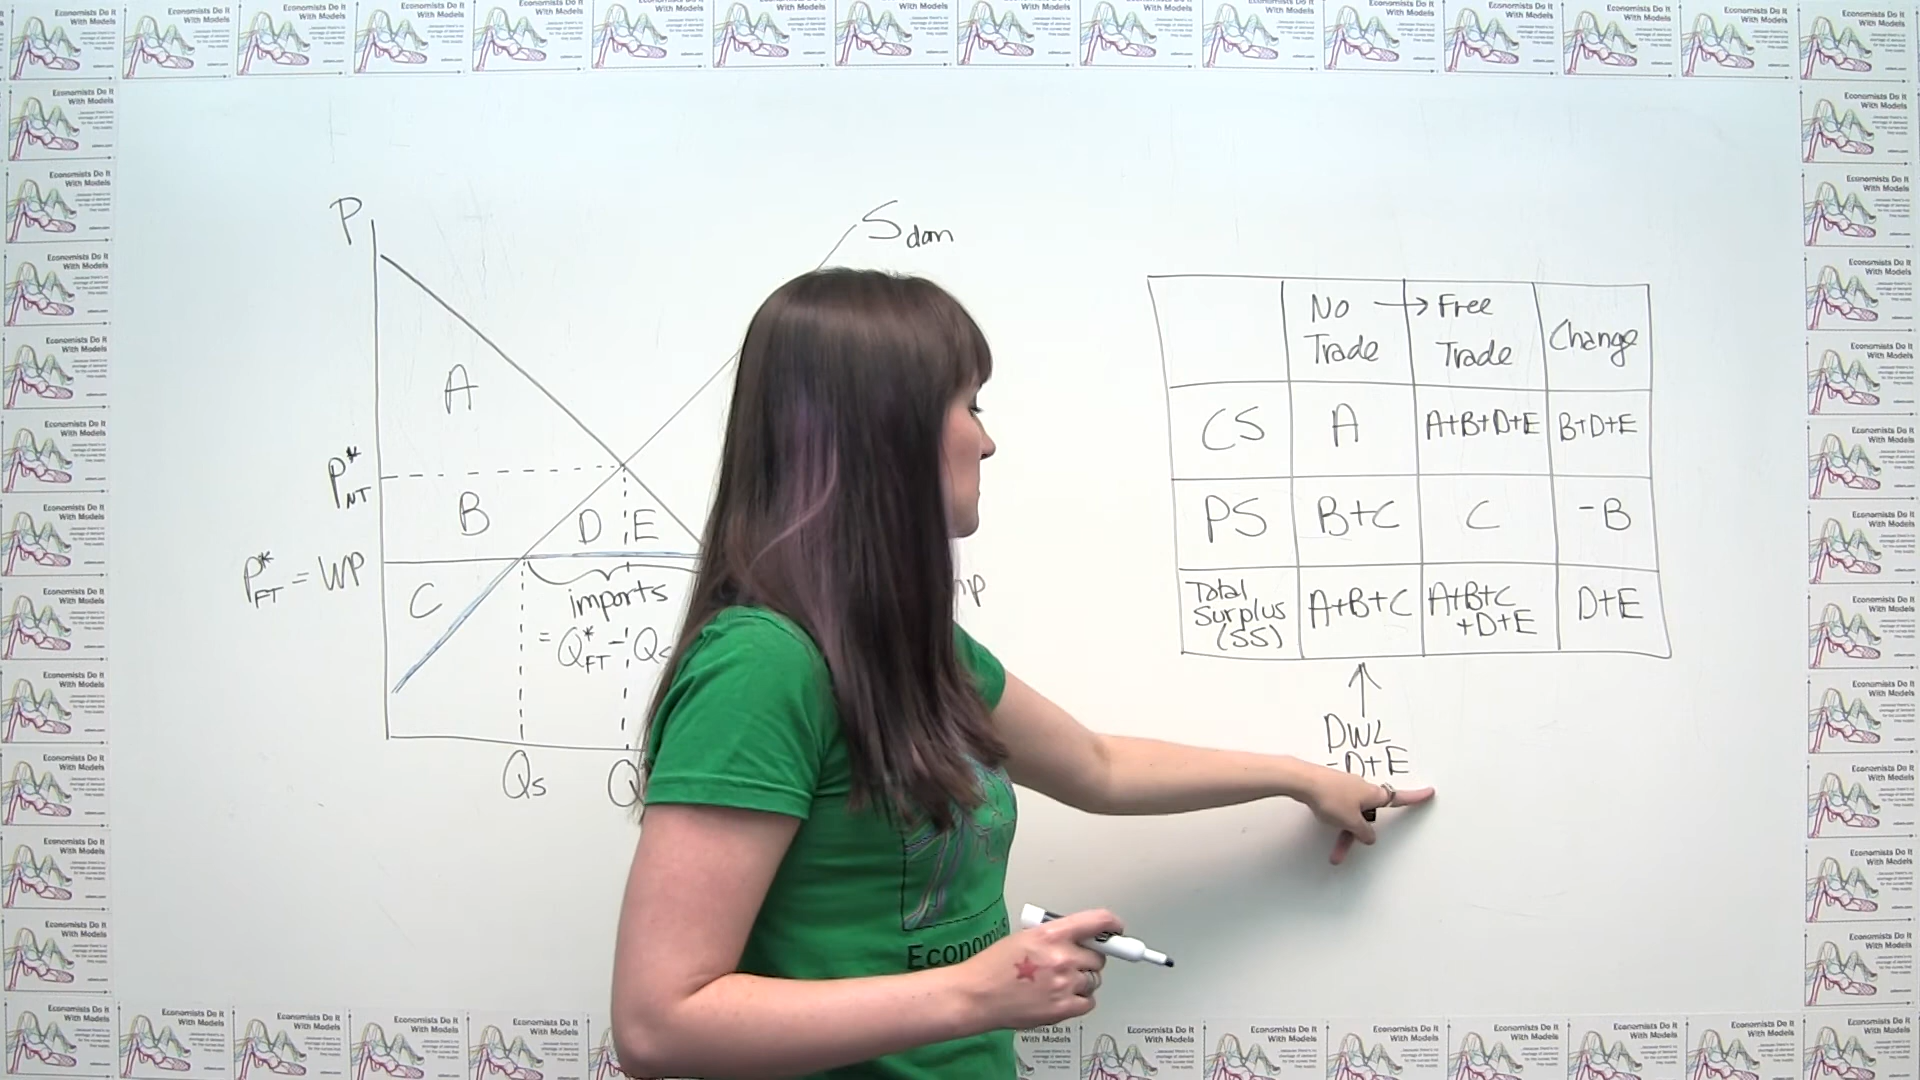 Economists Do It
With Models
P
S dom
A
P*NT
B
D
E
P*FT = WP
C
imports
= Q*FT - Qs
Qs
No → Free
Trade
Trade
Change
CS
A
A+B+D+E
B+D+E
PS
B+C
C
-B
Total
Surplus
(SS)
A+B+C
A+B+C
+D+E
D+E
DWL
=D+E